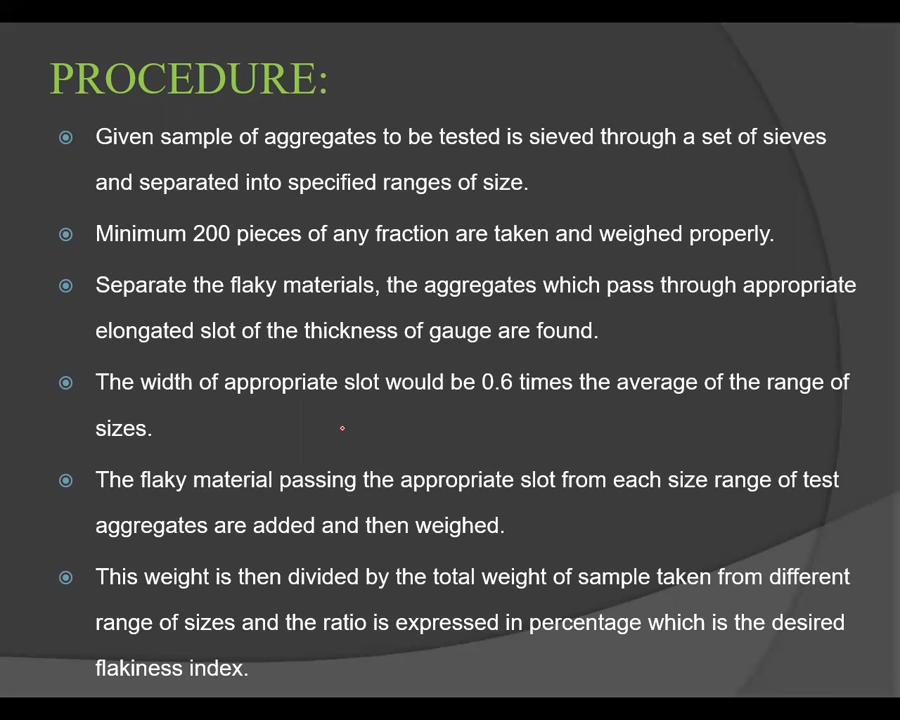 PROCEDURE:
Given sample of aggregates to be tested is sieved through a set of sieves
and separated into specified ranges of size.
Minimum 200 pieces of any fraction are taken and weighed properly.
Separate the flaky materials, the aggregates which pass through appropriate
elongated slot of the thickness of gauge are found.
The width of appropriate slot would be 0.6 times the average of the range of
sizes.
The flaky material passing the appropriate slot from each size range of test
aggregates are added and then weighed.
This weight is then divided by the total weight of sample taken from different
range of sizes and the ratio is expressed in percentage which is the desired
flakiness index.